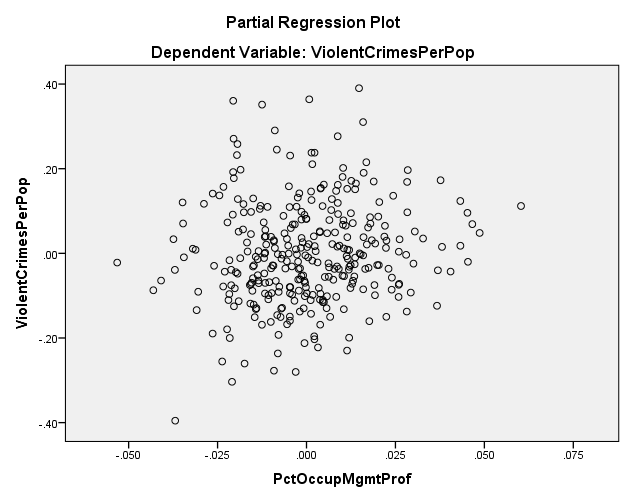 Partial Regression Plot
Dependent Variable: ViolentCrimesPerPop
ViolentCrimesPerPop
.40
.20
.00
-.20
-.40
-.050
-.025
.000
.025
.050
.075
PctOccupMgmtProf